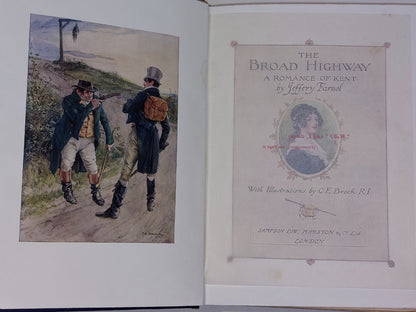 THE
BROAD HIGHWAY
A ROMANCE OF KENT
by Jeffery Farnol
With Illustrations by C. E. Brock R.I.
SAMPSON LOW, MARSTON & Co Ltd
LONDON